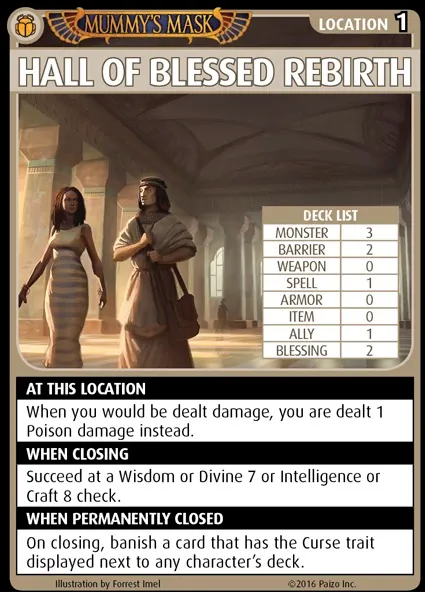 MUMMY'S MASK
LOCATION 1
HALL OF BLESSED REBIRTH
DECK LIST
MONSTER 3
BARRIER 2
WEAPON 0
SPELL 1
ARMOR 0
ITEM 0
ALLY 1
BLESSING 2
AT THIS LOCATION
When you would be dealt damage, you are dealt 1
Poison damage instead.
WHEN CLOSING
Succeed at a Wisdom or Divine 7 or Intelligence or
Craft 8 check.
WHEN PERMANENTLY CLOSED
On closing, banish a card that has the Curse trait
displayed next to any character's deck.
Illustration by Forrest Imel ©2016 Paizo Inc.